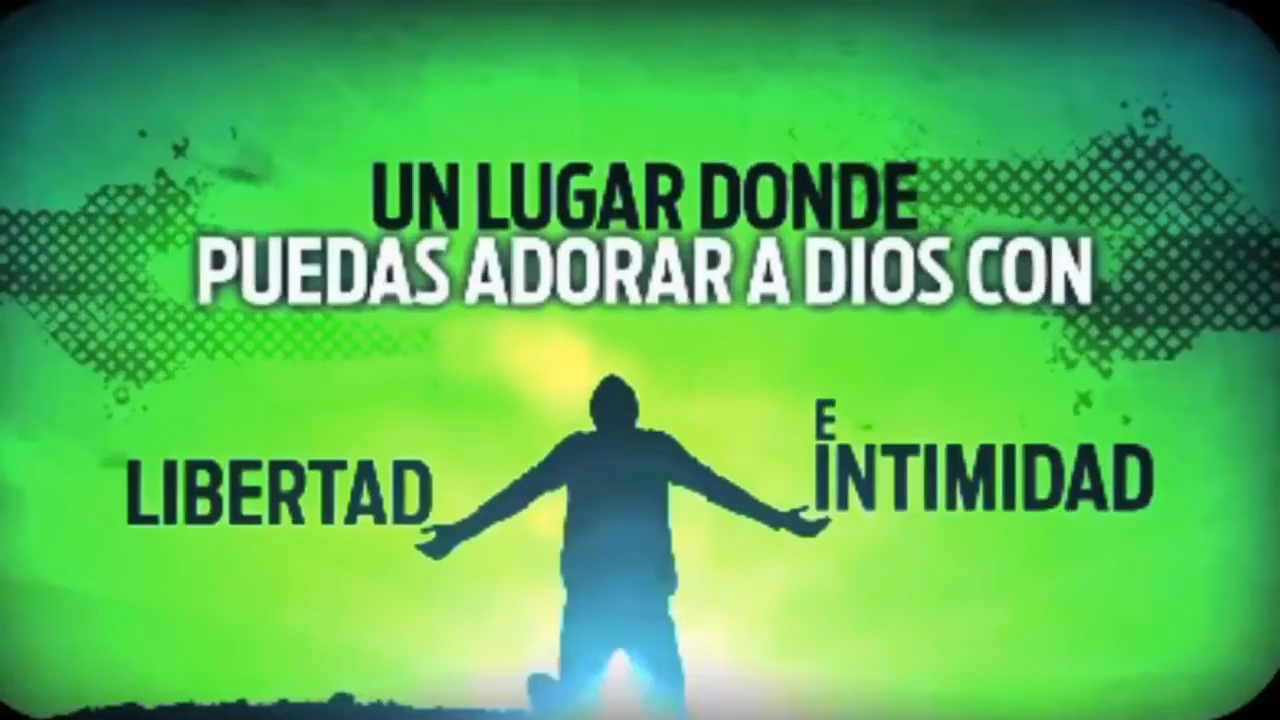 UN LUGAR DONDE
PUEDAS ADORAR A DIOS CON
LIBERTAD
E
INTIMIDAD